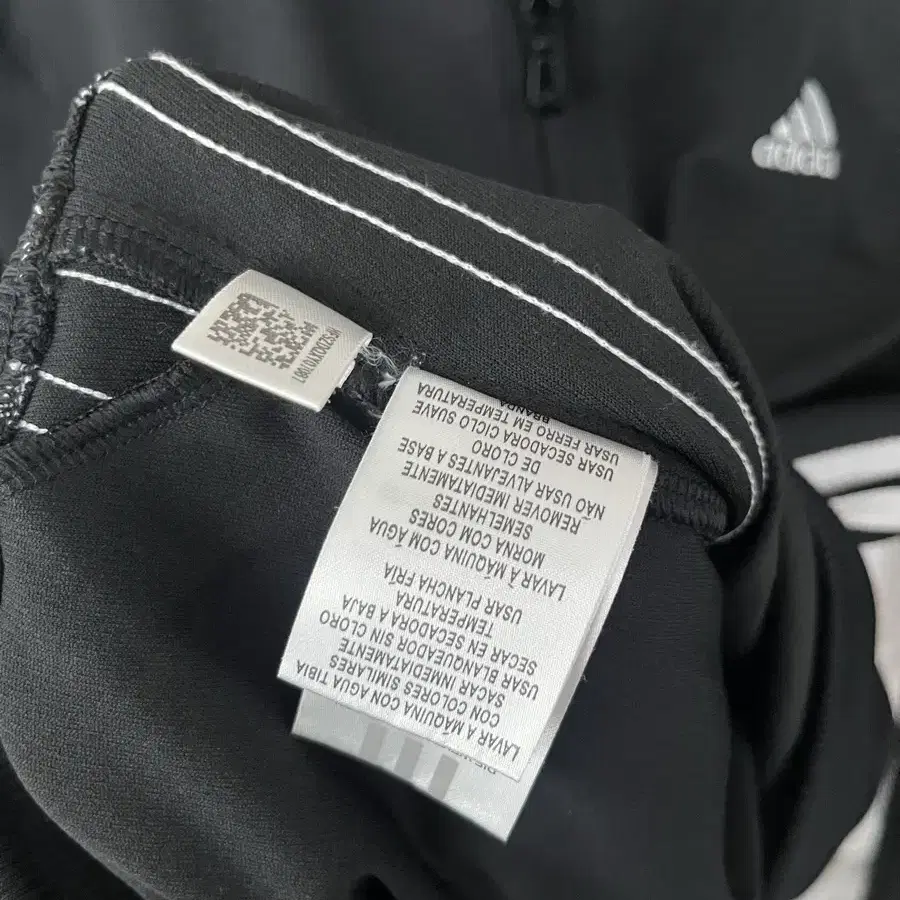 adidas
LAVAR A MÁQUINA CON AGUA TIBIA
CON COLORES SIMILARES
SACAR INMEDIATAMENTE
USAR BLANQUEADOR SIN CLORO
SECAR EN SECADORA A BAJA
TEMPERATURA
USAR PLANCHA FRÍA
LAVAR À MÁQUINA COM ÁGUA
MORNA COM CORES
SEMELHANTES
REMOVER IMEDIATAMENTE
NÃO USAR ALVEJANTES A BASE
DE CLORO
USAR SECADORA CICLO SUAVE
USAR FERRO EM TEMPERATURA
BRANDA